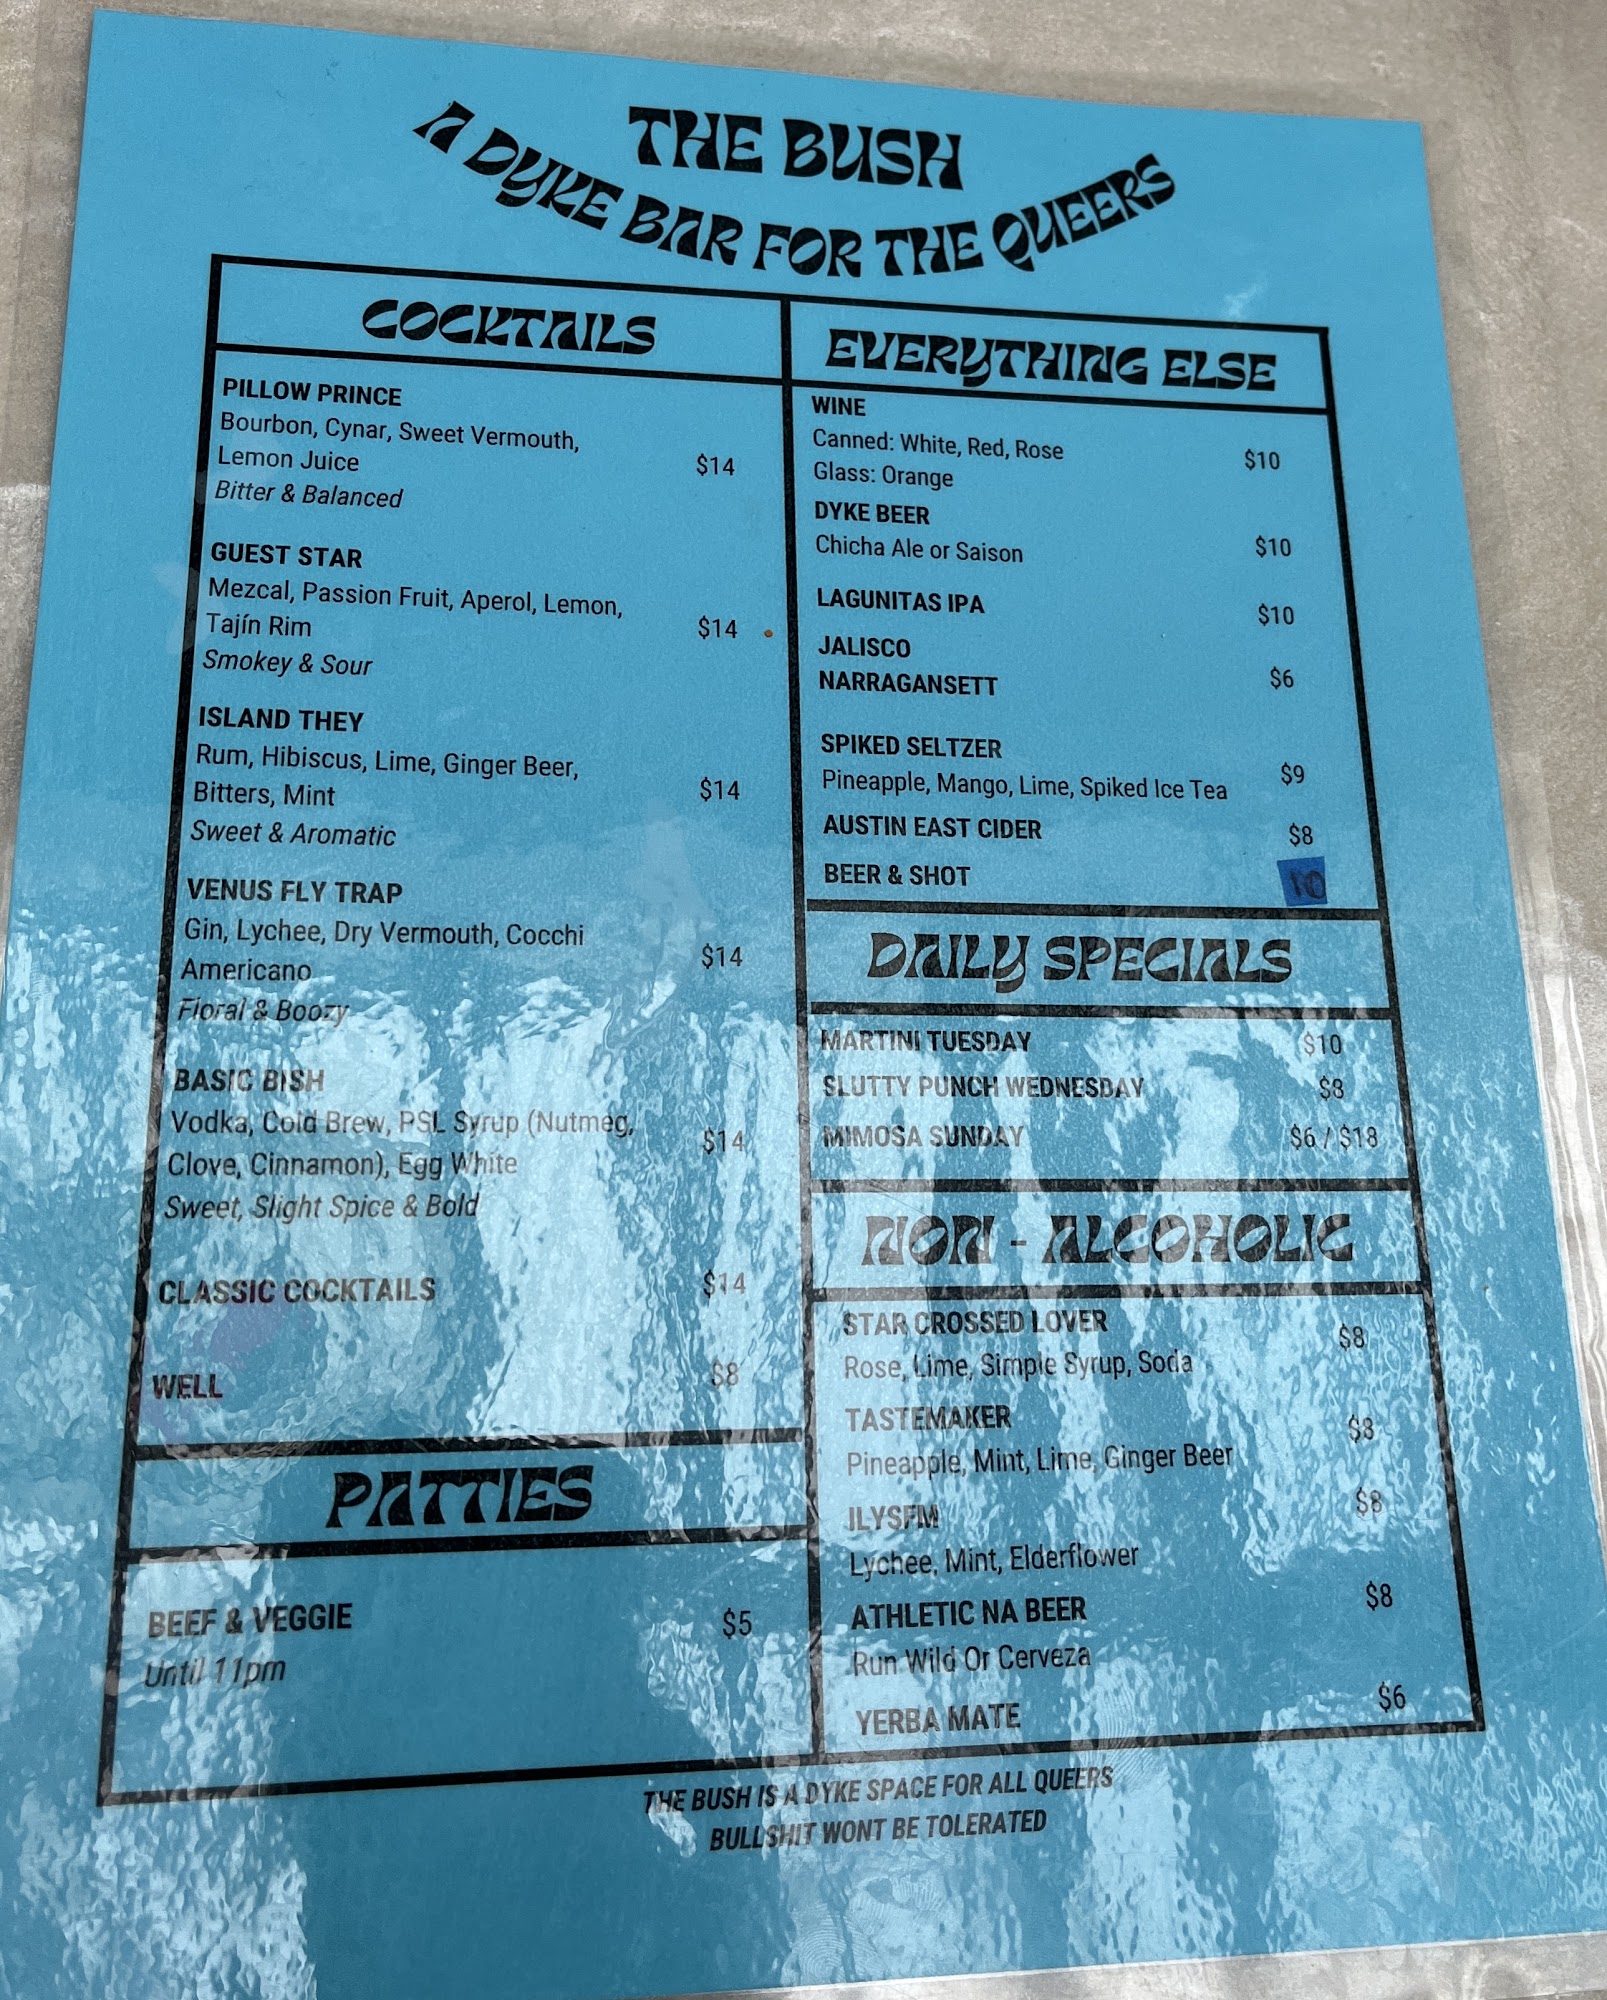 THE BUSH
A DYKE BAR FOR THE QUEERS
COCKTAILS
PILLOW PRINCE
Bourbon, Cynar, Sweet Vermouth,
Lemon Juice
$14
Bitter & Balanced
GUEST STAR
Mezcal, Passion Fruit, Aperol, Lemon,
Tajín Rim
$14
Smokey & Sour
ISLAND THEY
Rum, Hibiscus, Lime, Ginger Beer,
Bitters, Mint
$14
Sweet & Aromatic
VENUS FLY TRAP
Gin, Lychee, Dry Vermouth, Cocchi
Americano
$14
Floral & Boozy
BASIC BISH
Vodka, Cold Brew, PSL Syrup (Nutmeg,
Clove, Cinnamon), Egg White
$14
Sweet, Slight Spice & Bold
CLASSIC COCKTAILS $14
WELL $8
PATTIES
BEEF & VEGGIE $5
Until 11pm
EVERYTHING ELSE
WINE
Canned: White, Red, Rose
$10
Glass: Orange
DYKE BEER
Chicha Ale or Saison $10
LAGUNITAS IPA $10
JALISCO
NARRAGANSETT $6
SPIKED SELTZER
Pineapple, Mango, Lime, Spiked Ice Tea $9
AUSTIN EAST CIDER $8
BEER & SHOT 10
DAILY SPECIALS
MARTINI TUESDAY $10
SLUTTY PUNCH WEDNESDAY $8
MIMOSA SUNDAY $6 / $18
NON - ALCOHOLIC
STAR CROSSED LOVER $8
Rose, Lime, Simple Syrup, Soda
TASTEMAKER $8
Pineapple, Mint, Lime, Ginger Beer
ILYSFM $8
Lychee, Mint, Elderflower
ATHLETIC NA BEER $8
Run Wild Or Cerveza
YERBA MATE $6
THE BUSH IS A DYKE SPACE FOR ALL QUEERS
BULLSHIT WONT BE TOLERATED